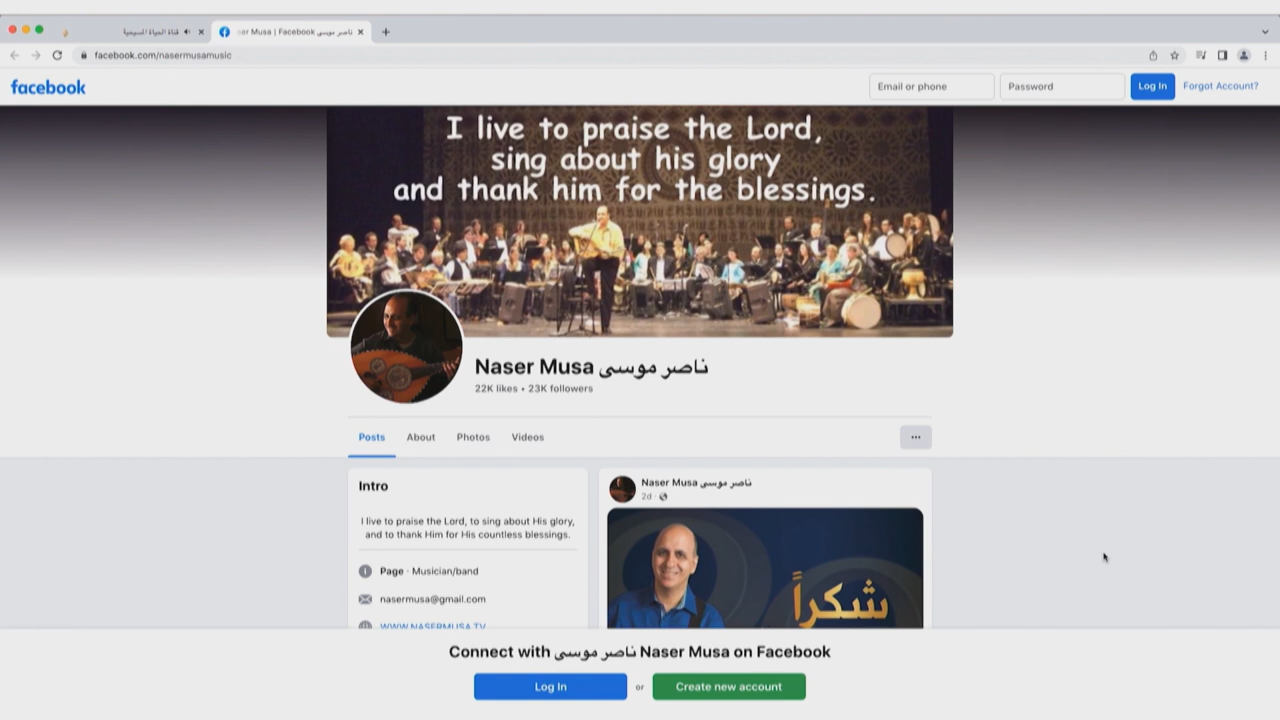 قناة الحياة المسيحية
ser Musa | Facebook ناصر موسى
facebook.com/nasermusamusic
facebook
Email or phone
Password
Log In
Forgot Account?
I live to praise the Lord,
sing about his glory
and thank him for the blessings.
Naser Musa ناصر موسى
22K likes • 23K followers
Posts
About
Photos
Videos
Intro
I live to praise the Lord, to sing about His glory,
and to thank Him for His countless blessings.
Page · Musician/band
nasermusa@gmail.com
WWW.NASERMUSA.TV
Naser Musa ناصر موسى
2d ·
شكراً
Connect with ناصر موسى Naser Musa on Facebook
Log In
or
Create new account